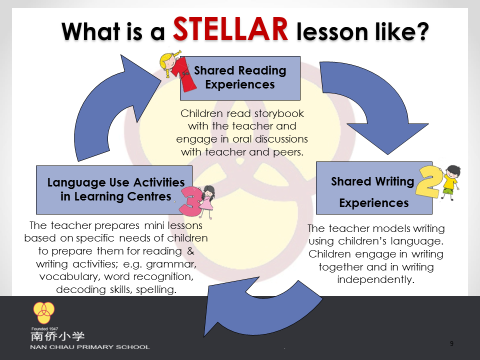 What is a STELLAR lesson like?
1
Shared Reading
Experiences
Children read storybook
with the teacher and
engage in oral discussions
with teacher and peers.
Shared Writing
Experiences
2
The teacher models writing
using children's language.
Children engage in writing
together and in writing
independently.
Language Use Activities
in Learning Centres
3
The teacher prepares mini lessons
based on specific needs of children
to prepare them for reading &
writing activities; e.g. grammar,
vocabulary, word recognition,
decoding skills, spelling.
Founded 1947
南侨小学
NAN CHIAU PRIMARY SCHOOL